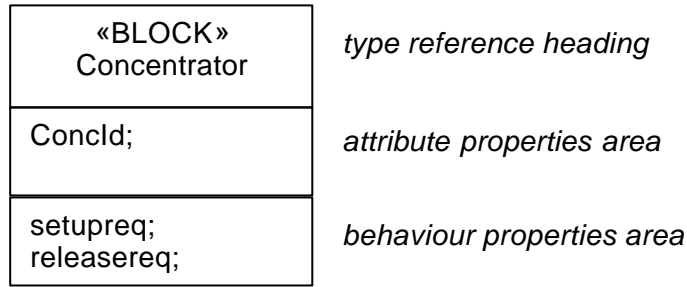 «BLOCK»
Concentrator
type reference heading
ConcId;
attribute properties area
setupreq;
releasereq;
behaviour properties area